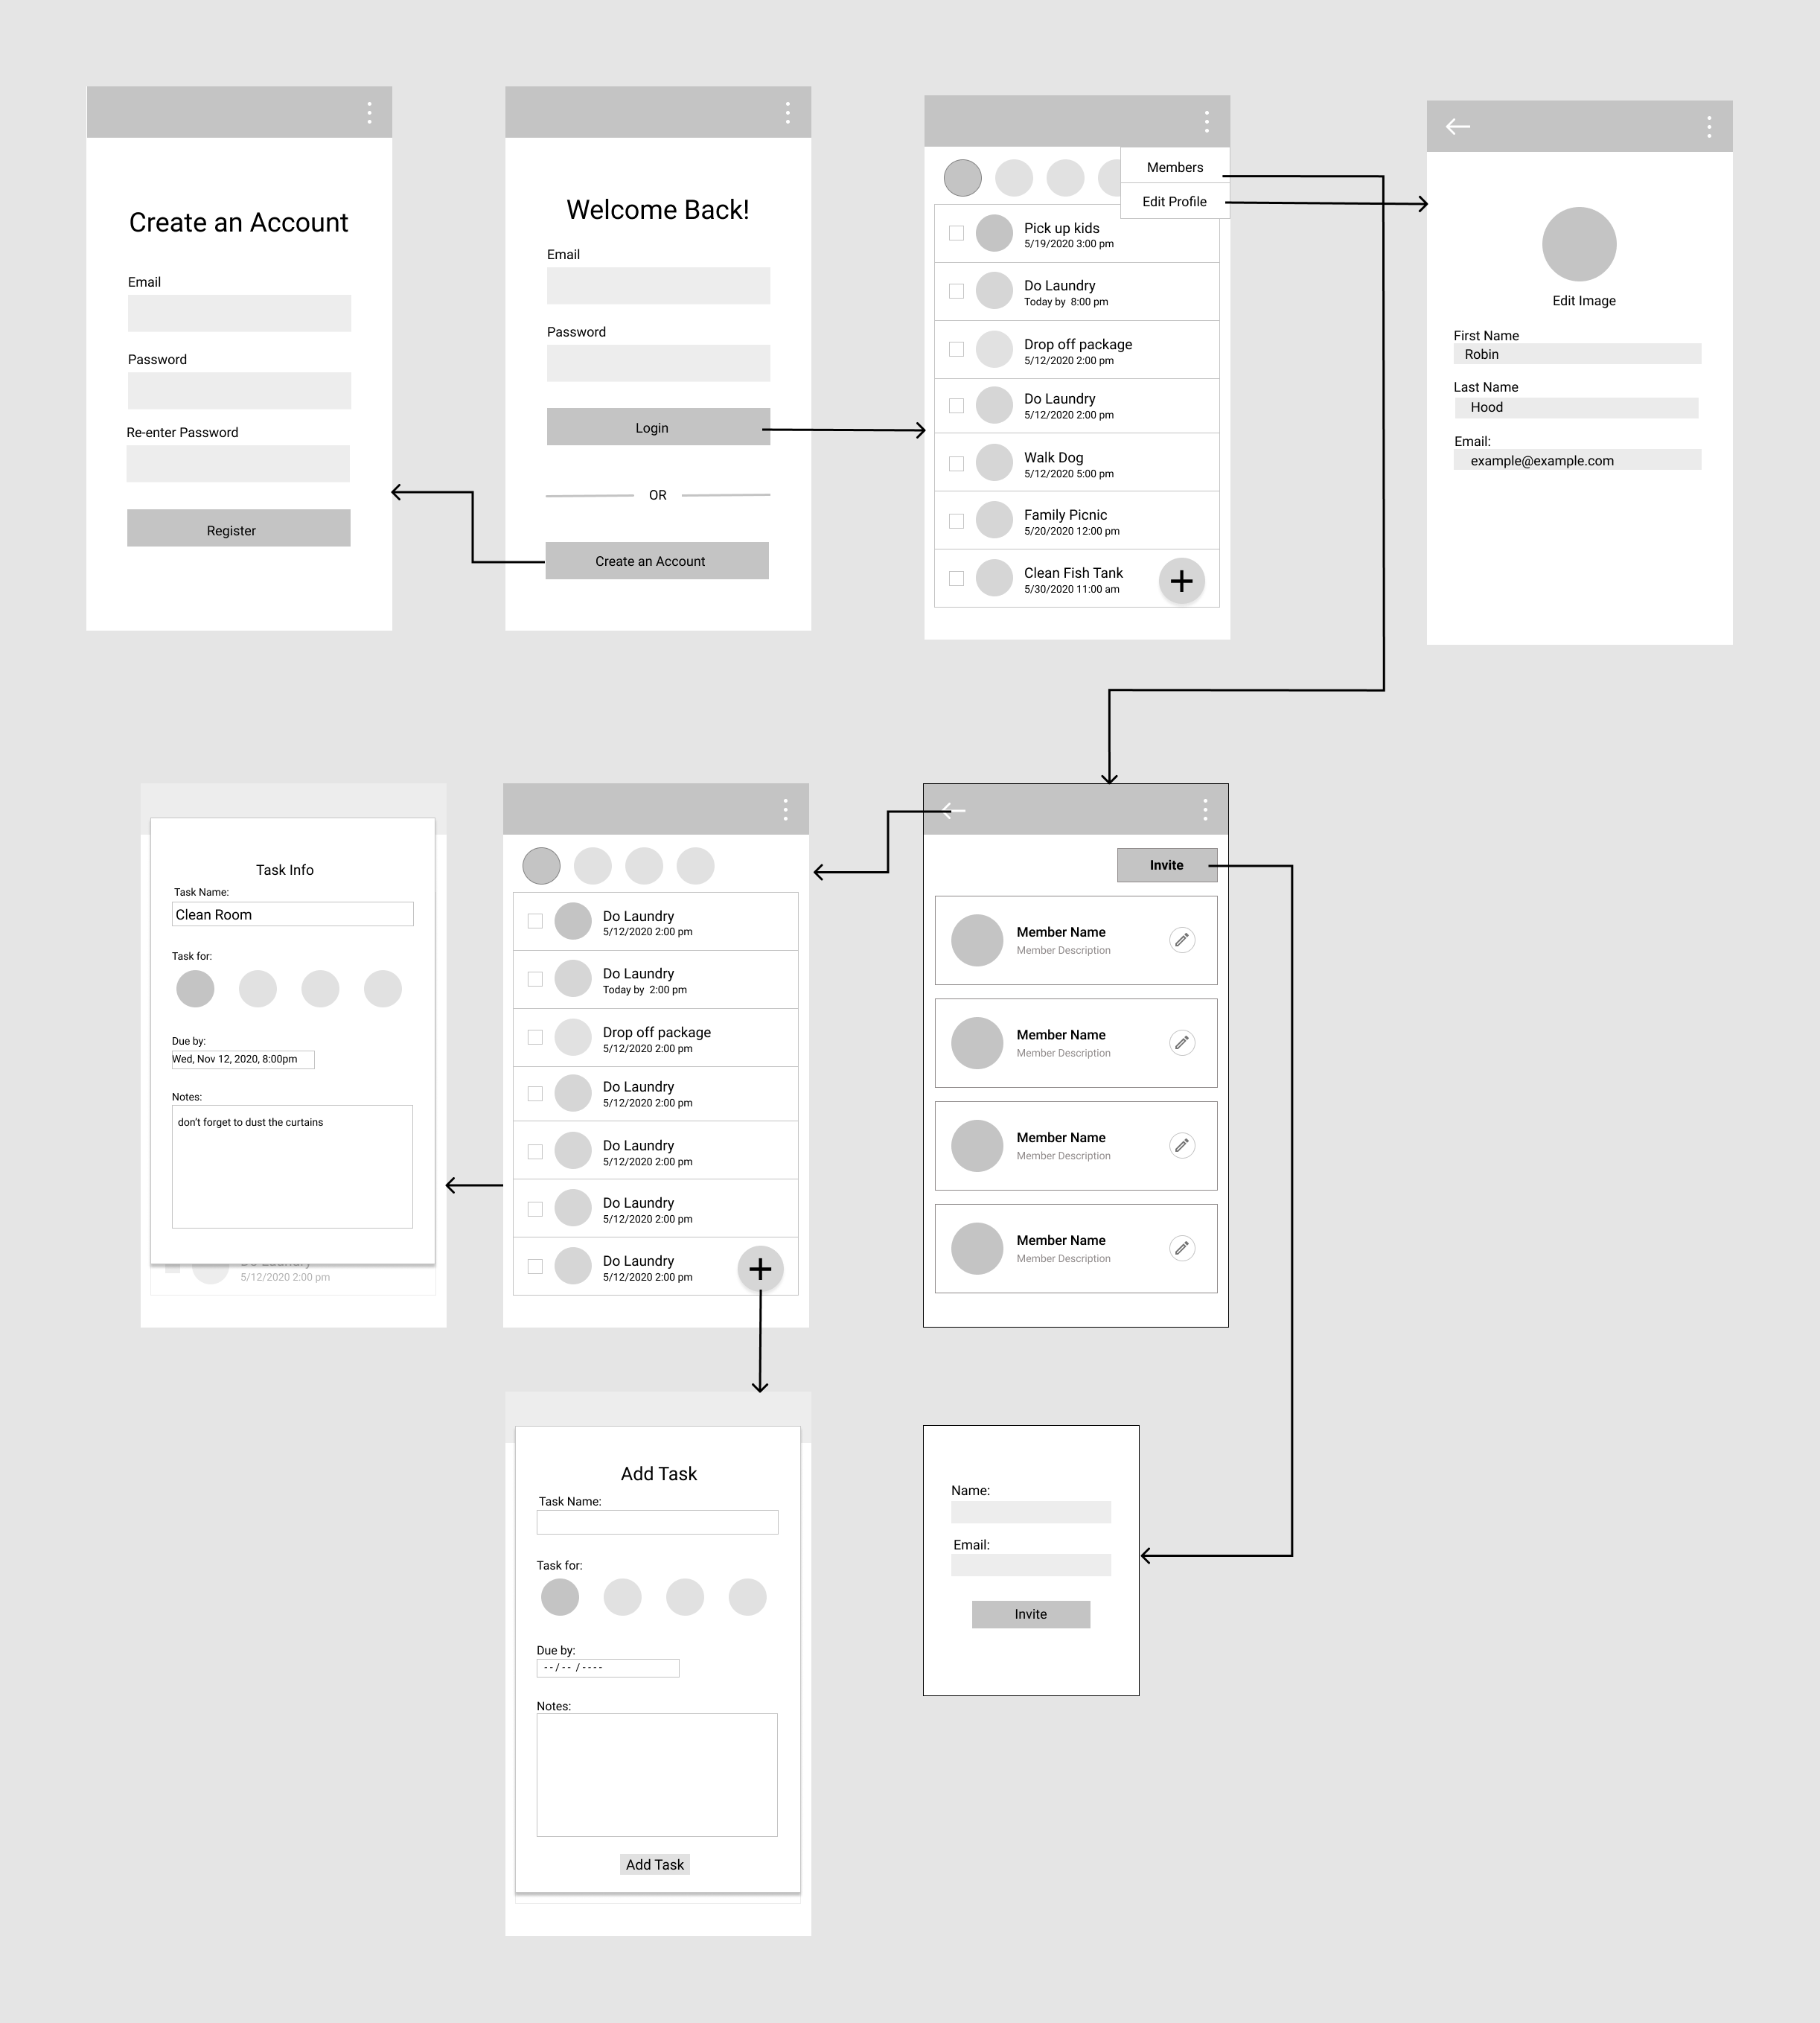 Create an Account
Email
Password
Re-enter Password
Register
Welcome Back!
Email
Password
Login
OR
Create an Account
Members
Edit Profile
Pick up kids
5/19/2020 3:00 pm
Do Laundry
Today by 8:00 pm
Drop off package
5/12/2020 2:00 pm
Do Laundry
5/12/2020 2:00 pm
Walk Dog
5/12/2020 5:00 pm
Family Picnic
5/20/2020 12:00 pm
Clean Fish Tank
5/30/2020 11:00 am
Edit Image
First Name
Robin
Last Name
Hood
Email:
example@example.com
Task Info
Task Name:
Clean Room
Task for:
Due by:
Wed, Nov 12, 2020, 8:00pm
Notes:
don't forget to dust the curtains
Do Laundry
5/12/2020 2:00 pm
Do Laundry
5/12/2020 2:00 pm
Do Laundry
Today by 2:00 pm
Drop off package
5/12/2020 2:00 pm
Do Laundry
5/12/2020 2:00 pm
Do Laundry
5/12/2020 2:00 pm
Do Laundry
5/12/2020 2:00 pm
Do Laundry
5/12/2020 2:00 pm
Invite
Member Name
Member Description
Member Name
Member Description
Member Name
Member Description
Member Name
Member Description
Add Task
Task Name:
Task for:
Due by:
--/-- /----
Notes:
Add Task
Name:
Email:
Invite